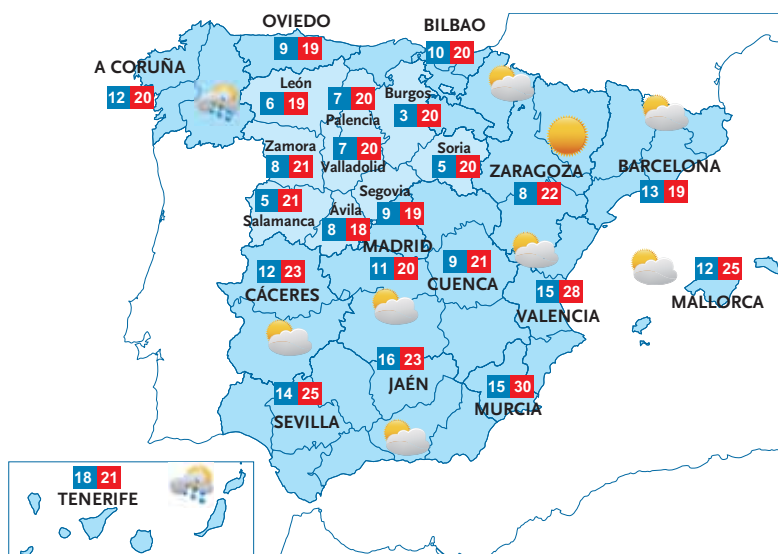 OVIEDO
9 19
BILBAO
10 20
A CORUÑA
12 20
León
6 19
7 20
Palencia
Burgos
3 20
Zamora
8 21
7 20
Valladolid
Soria
5 20
ZARAGOZA
8 22
BARCELONA
13 19
5 21
Salamanca
Ávila
8 18
Segovia
9 19
MADRID
11 20
9 21
CUENCA
12 23
CÁCERES
15 28
VALENCIA
12 25
MALLORCA
16 23
JAÉN
14 25
SEVILLA
15 30
MURCIA
18 21
TENERIFE